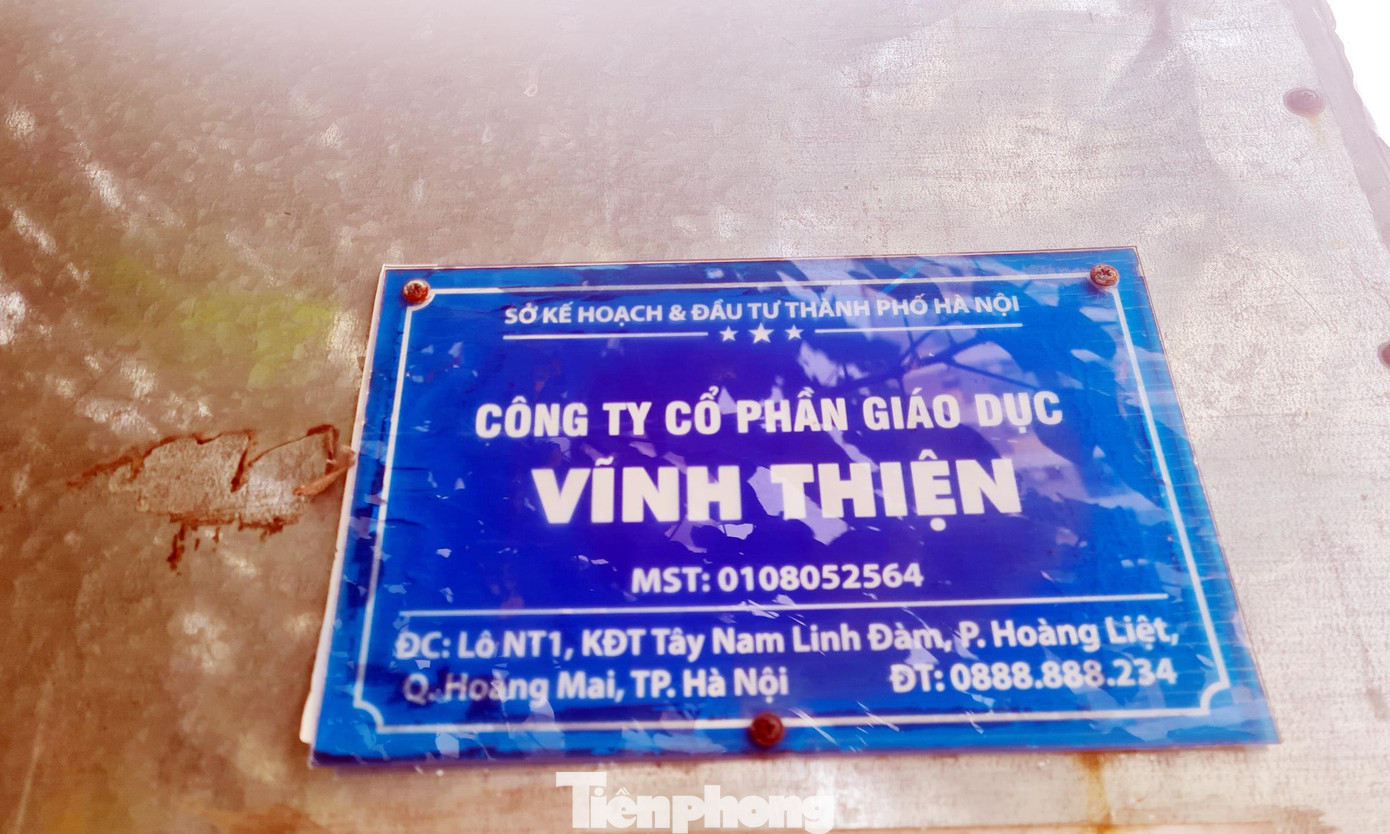 SỞ KẾ HOẠCH & ĐẦU TƯ THÀNH PHỐ HÀ NỘI
CÔNG TY CỔ PHẦN GIÁO DỤC
VĨNH THIỆN
MST: 0108052564
ĐC: Lô NT1, KĐT Tây Nam Linh Đàm, P. Hoàng Liệt,
Q. Hoàng Mai, TP. Hà Nội ĐT: 0888.888.234
Tiênphong